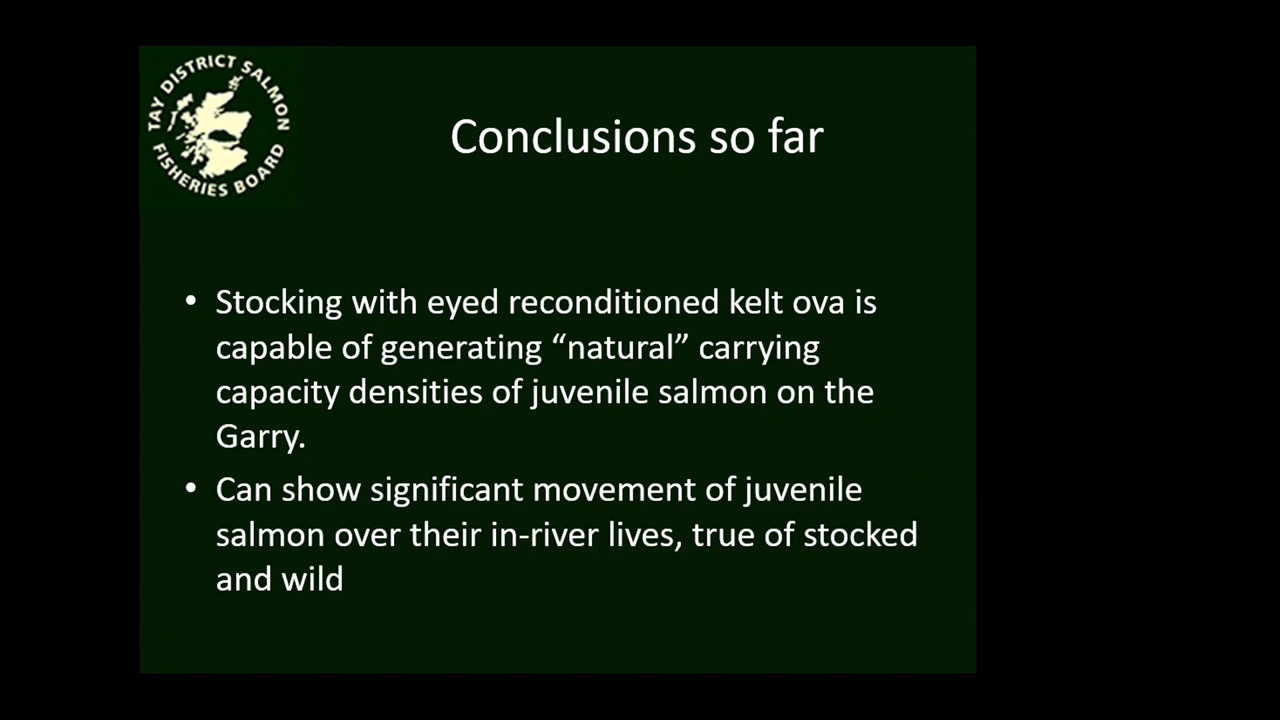 TAY DISTRICT SALMON
FISHERIES BOARD
Conclusions so far
• Stocking with eyed reconditioned kelt ova is
capable of generating “natural” carrying
capacity densities of juvenile salmon on the
Garry.
• Can show significant movement of juvenile
salmon over their in-river lives, true of stocked
and wild